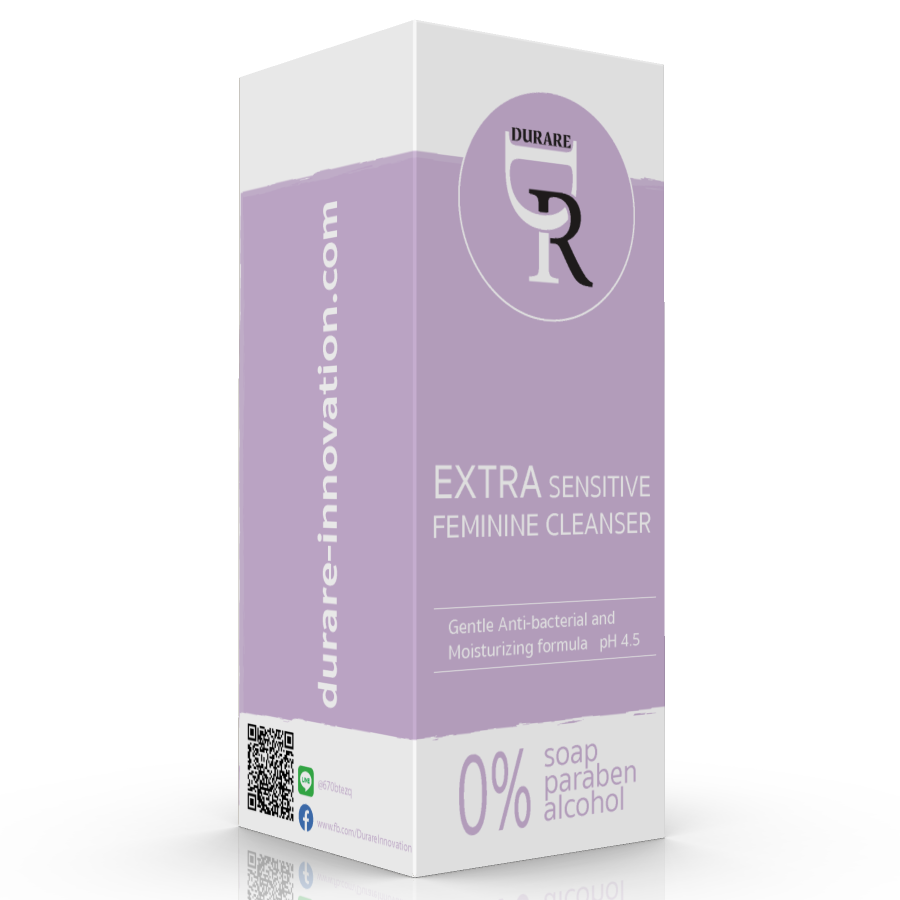 DURARE
R
EXTRA SENSITIVE
FEMININE CLEANSER
Gentle Anti-bacterial and
Moisturizing formula pH 4.5
0%
soap
paraben
alcohol
durare-innovation.com
LINE
www.fb.com/DurareInnovation